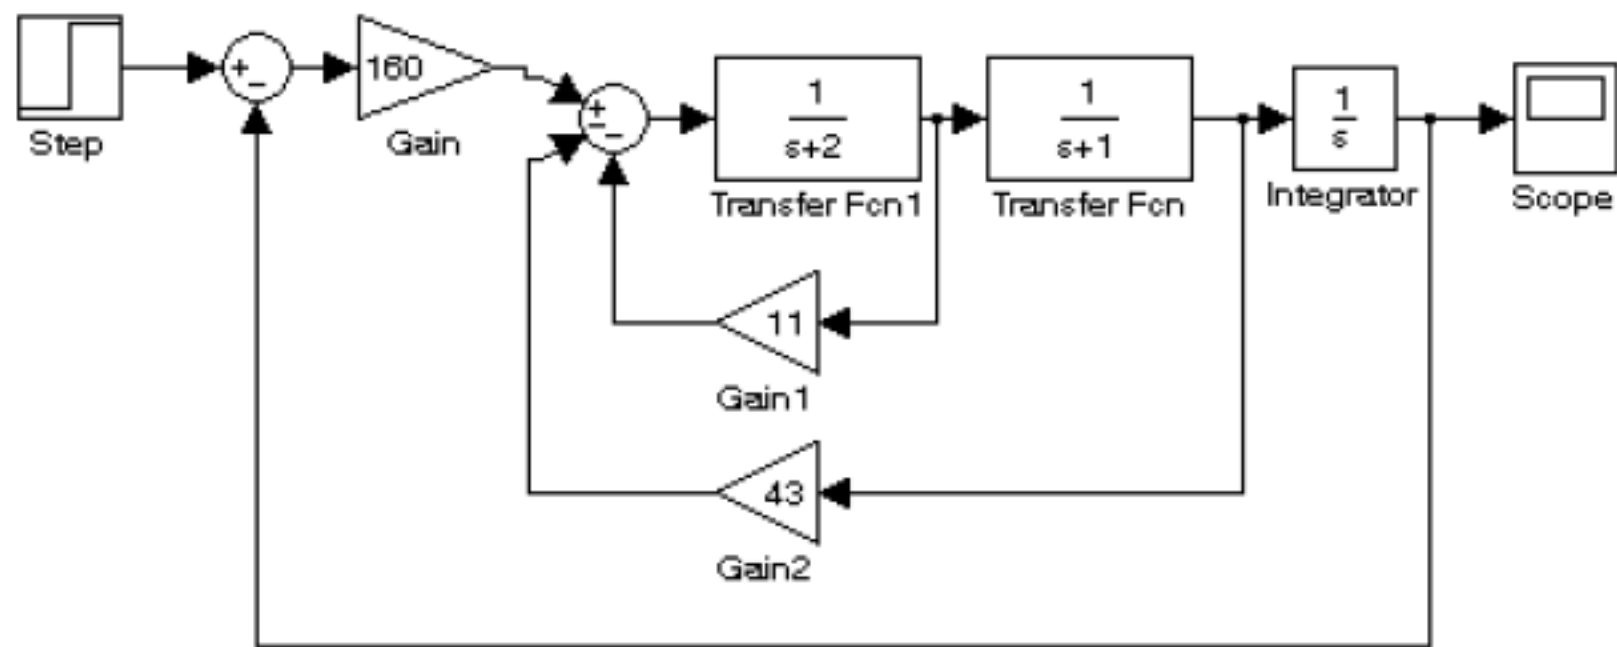 Step
+
−
160
Gain
+
−
−
1
s+2
Transfer Fcn1
1
s+1
Transfer Fcn
1
s
Integrator
Scope
11
Gain1
43
Gain2